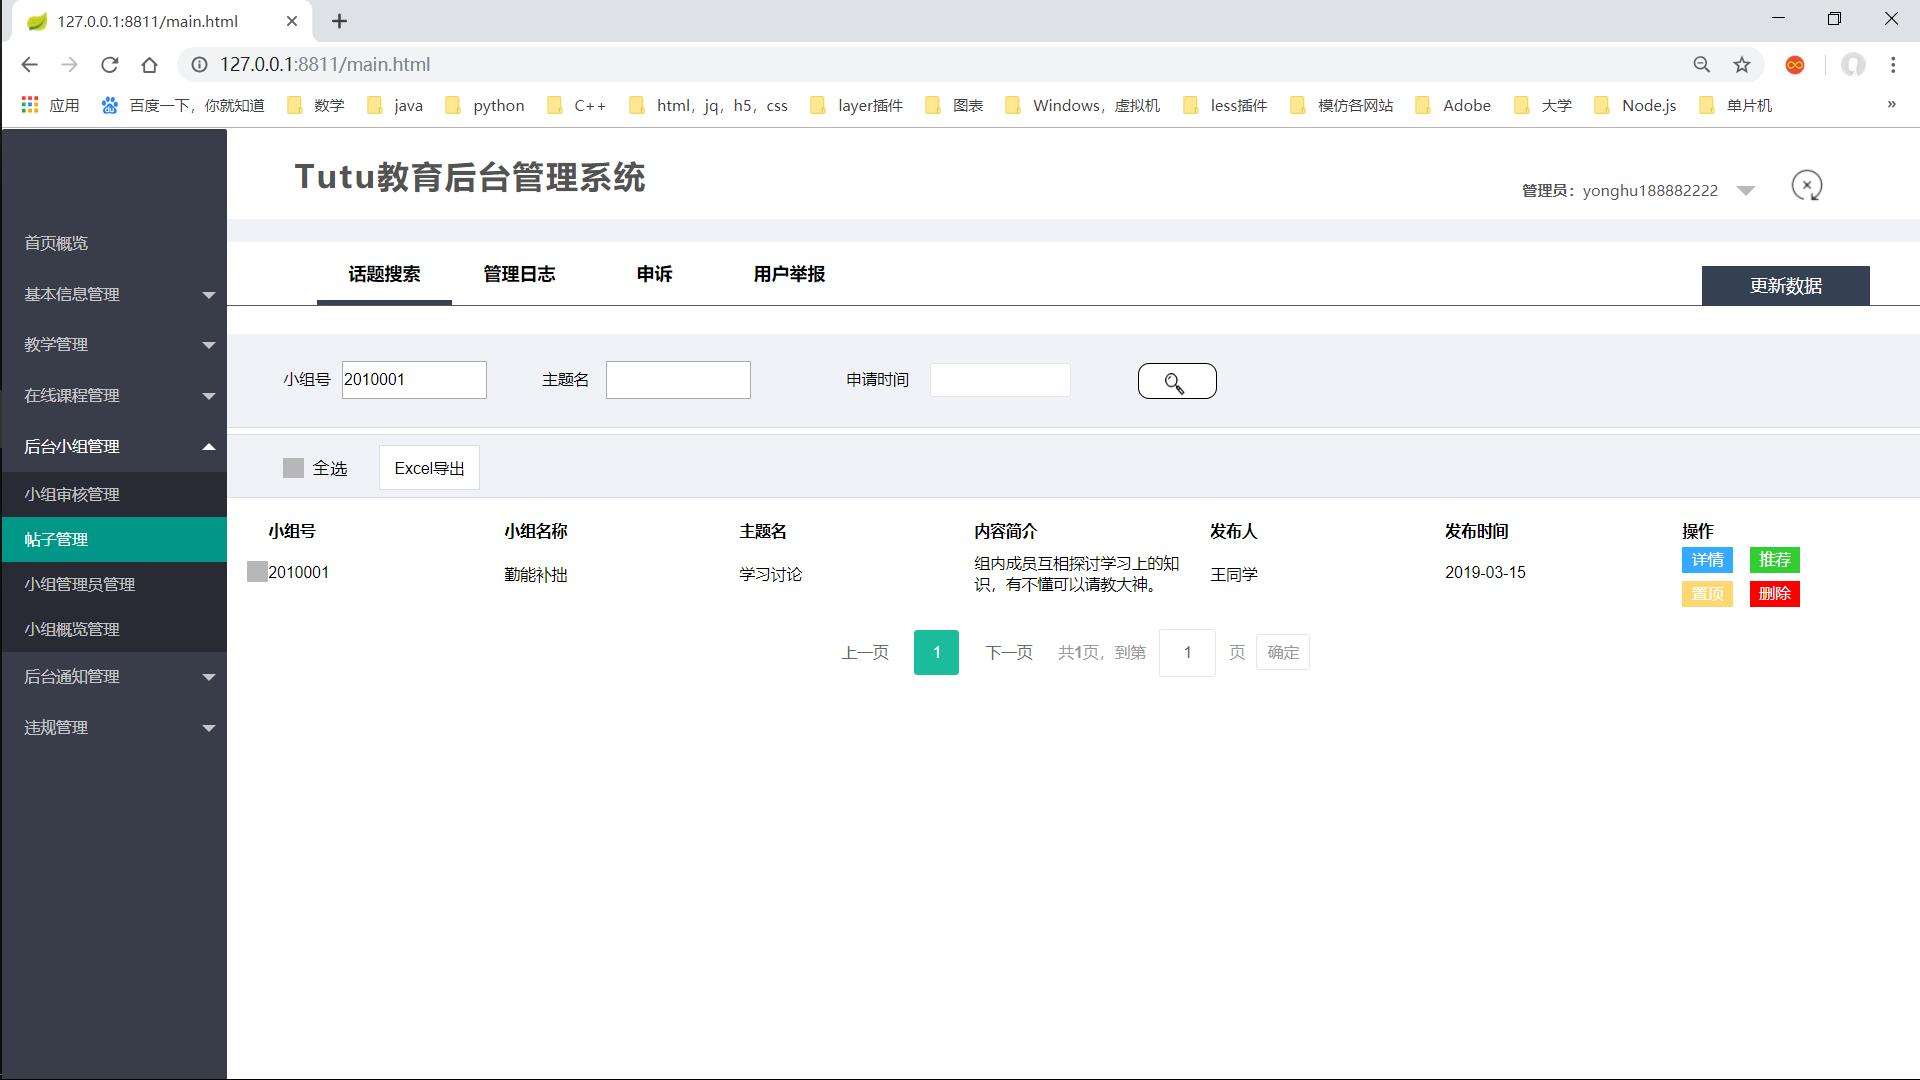 127.0.0.1:8811/main.html
127.0.0.1:8811/main.html
应用 百度一下，你就知道 数学 java python C++ html，jq，h5，css layer插件 图表 Windows，虚拟机 less插件 模仿各网站 Adobe 大学 Node.js 单片机 »
Tutu教育后台管理系统
管理员：yonghu188882222
首页概览
基本信息管理
教学管理
在线课程管理
后台小组管理
小组审核管理
帖子管理
小组管理员管理
小组概览管理
后台通知管理
违规管理
话题搜索 管理日志 申诉 用户举报 更新数据
小组号 2010001 主题名 申请时间
全选 Excel导出
小组号 小组名称 主题名 内容简介 发布人 发布时间 操作
2010001 勤能补拙 学习讨论 组内成员互相探讨学习上的知
识，有不懂可以请教大神。 王同学 2019-03-15 详情 推荐
置顶 删除
上一页 1 下一页 共1页，到第 1 页 确定